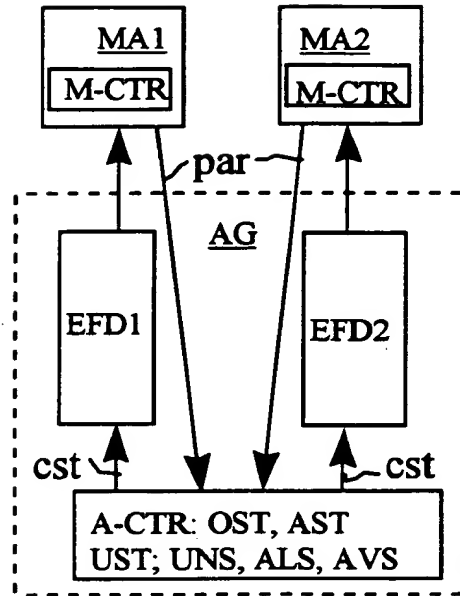 MA1
M-CTR
MA2
M-CTR
par
AG
EFD1
EFD2
cst
cst
A-CTR: OST, AST
UST; UNS, ALS, AVS